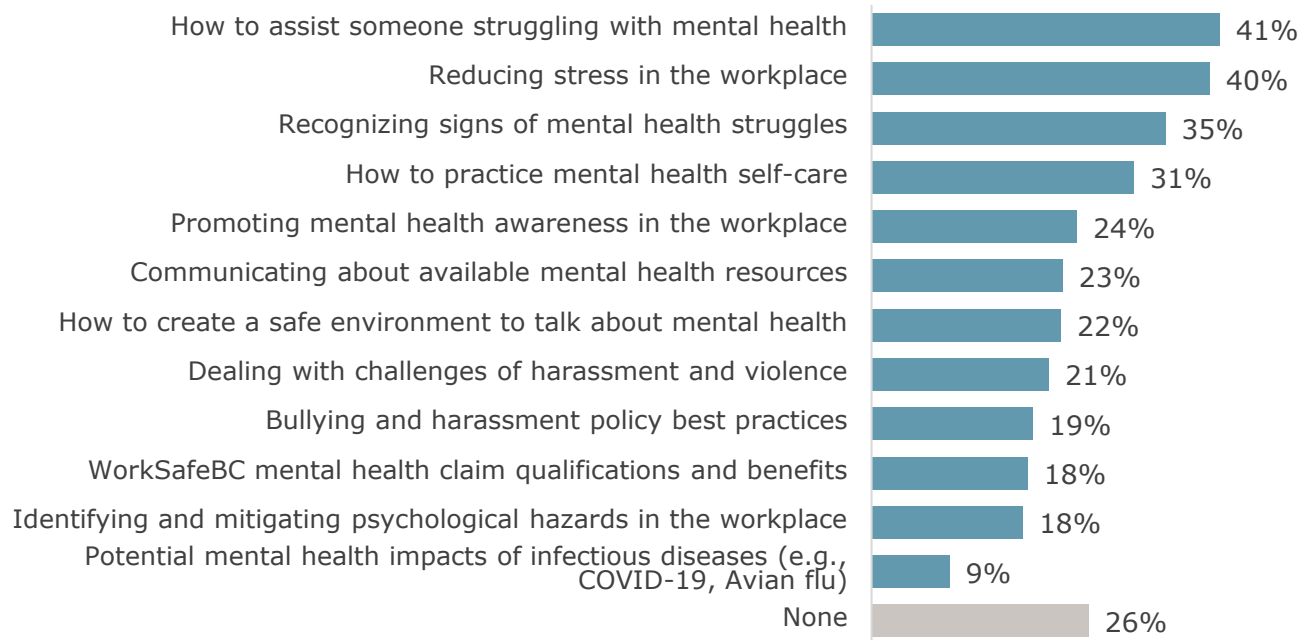 How to assist someone struggling with mental health 41%
Reducing stress in the workplace 40%
Recognizing signs of mental health struggles 35%
How to practice mental health self-care 31%
Promoting mental health awareness in the workplace 24%
Communicating about available mental health resources 23%
How to create a safe environment to talk about mental health 22%
Dealing with challenges of harassment and violence 21%
Bullying and harassment policy best practices 19%
WorkSafeBC mental health claim qualifications and benefits 18%
Identifying and mitigating psychological hazards in the workplace 18%
Potential mental health impacts of infectious diseases (e.g.,
COVID-19, Avian flu) 9%
None 26%